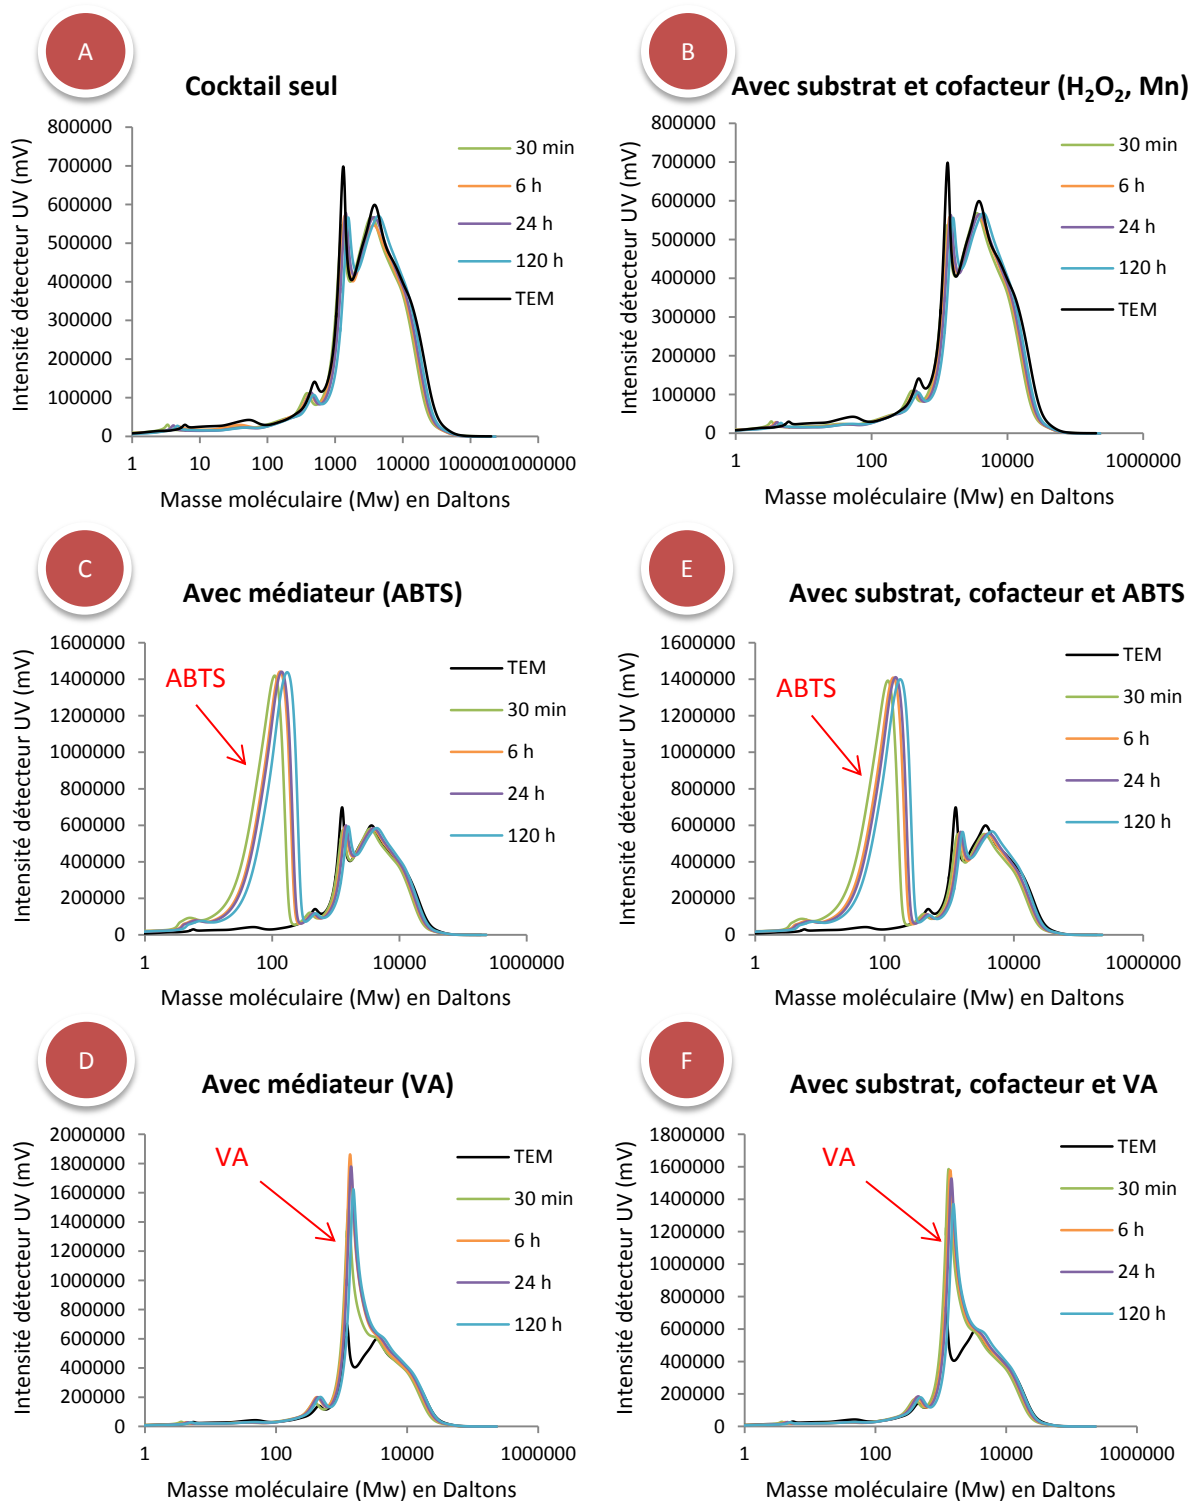 A
Cocktail seul
Intensité détecteur UV (mV)
800000
700000
600000
500000
400000
300000
200000
100000
0
1
10
100
1000
10000
100000
1000000
Masse moléculaire (Mw) en Daltons
30 min
6 h
24 h
120 h
TEM
B
Avec substrat et cofacteur (H₂O₂, Mn)
Intensité détecteur UV (mV)
800000
700000
600000
500000
400000
300000
200000
100000
0
1
100
10000
1000000
Masse moléculaire (Mw) en Daltons
30 min
6 h
24 h
120 h
TEM
C
Avec médiateur (ABTS)
Intensité détecteur UV (mV)
1600000
1400000
1200000
1000000
800000
600000
400000
200000
0
1
100
10000
1000000
Masse moléculaire (Mw) en Daltons
ABTS
TEM
30 min
6 h
24 h
120 h
E
Avec substrat, cofacteur et ABTS
Intensité détecteur UV (mV)
1600000
1400000
1200000
1000000
800000
600000
400000
200000
0
1
100
10000
1000000
Masse moléculaire (Mw) en Daltons
ABTS
TEM
30 min
6 h
24 h
120 h
D
Avec médiateur (VA)
Intensité détecteur UV (mV)
2000000
1800000
1600000
1400000
1200000
1000000
800000
600000
400000
200000
0
1
100
10000
1000000
Masse moléculaire (Mw) en Daltons
VA
TEM
30 min
6 h
24 h
120 h
F
Avec substrat, cofacteur et VA
Intensité détecteur UV (mV)
1800000
1600000
1400000
1200000
1000000
800000
600000
400000
200000
0
1
100
10000
1000000
Masse moléculaire (Mw) en Daltons
VA
TEM
30 min
6 h
24 h
120 h